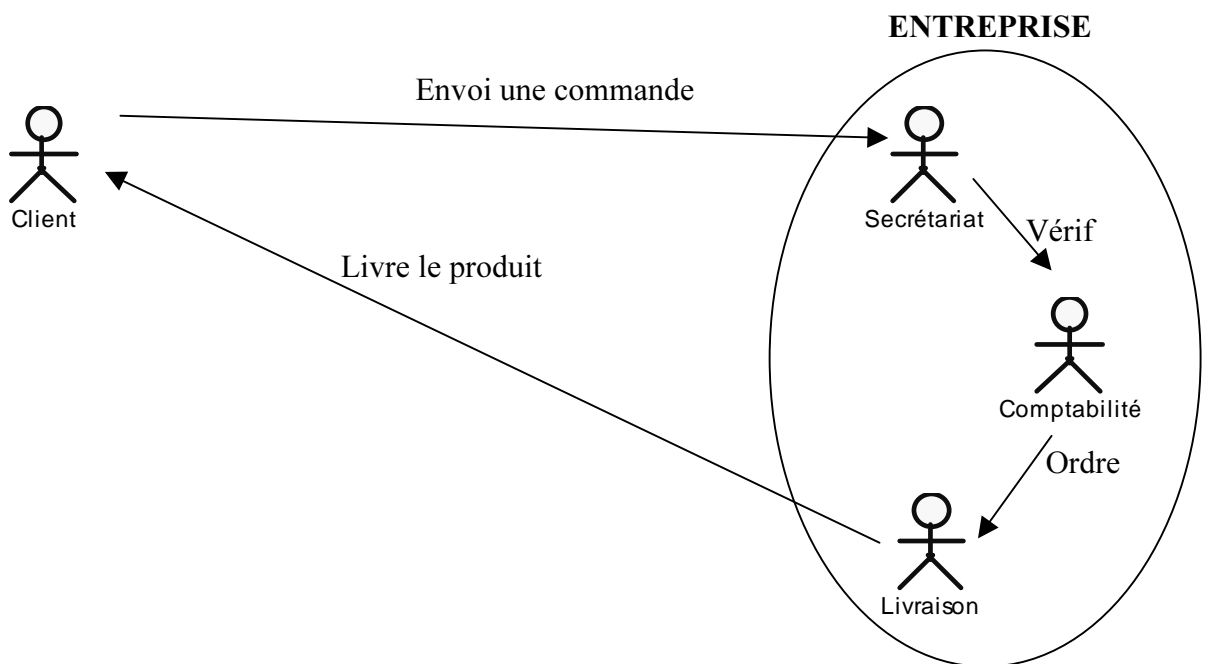 ENTREPRISE
Envoi une commande
Client
Secrétariat
Vérif
Livre le produit
Comptabilité
Ordre
Livraison